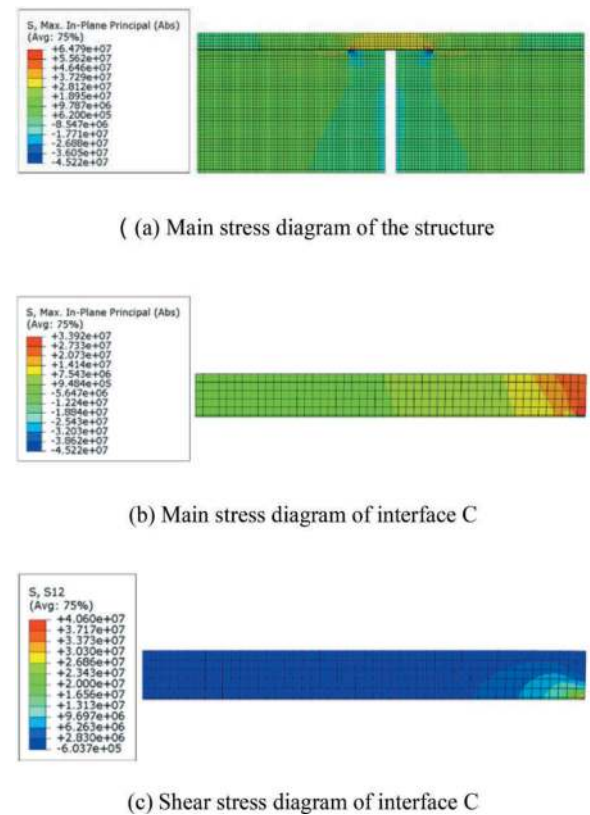 S, Max. In-Plane Principal (Abs)
(Avg: 75%)
+6.479e+07
+5.562e+07
+4.646e+07
+3.729e+07
+2.812e+07
+1.895e+07
+9.787e+06
+6.200e+05
-8.547e+06
-1.771e+07
-2.688e+07
-3.605e+07
-4.522e+07
( (a) Main stress diagram of the structure
S, Max. In-Plane Principal (Abs)
(Avg: 75%)
+3.392e+07
+2.733e+07
+2.073e+07
+1.414e+07
+7.543e+06
+9.484e+05
-5.647e+06
-1.224e+07
-1.884e+07
-2.543e+07
-3.203e+07
-3.862e+07
-4.522e+07
(b) Main stress diagram of interface C
S, S12
(Avg: 75%)
+4.060e+07
+3.717e+07
+3.373e+07
+3.030e+07
+2.686e+07
+2.343e+07
+2.000e+07
+1.656e+07
+1.313e+07
+9.697e+06
+6.263e+06
+2.830e+06
-6.037e+05
(c) Shear stress diagram of interface C